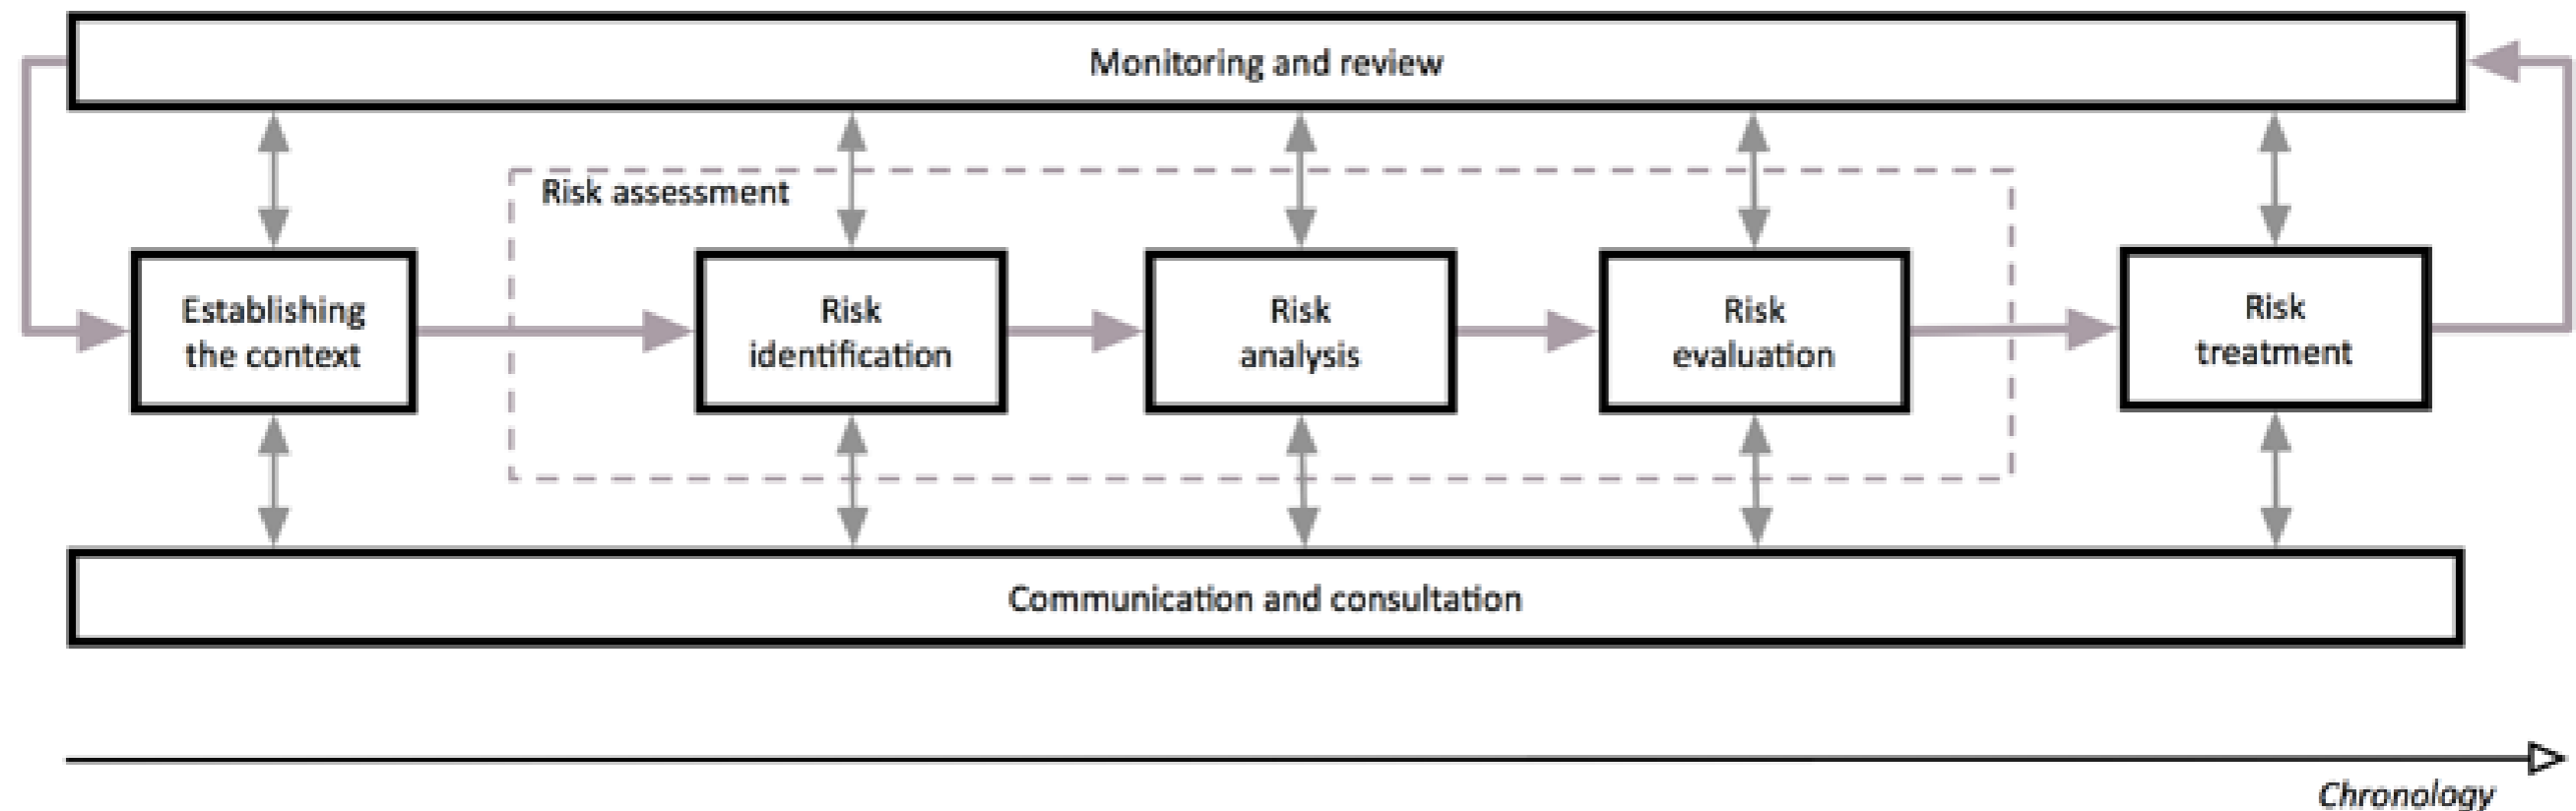 Monitoring and review
Risk assessment
Establishing
the context
Risk
identification
Risk
analysis
Risk
evaluation
Risk
treatment
Communication and consultation
Chronology